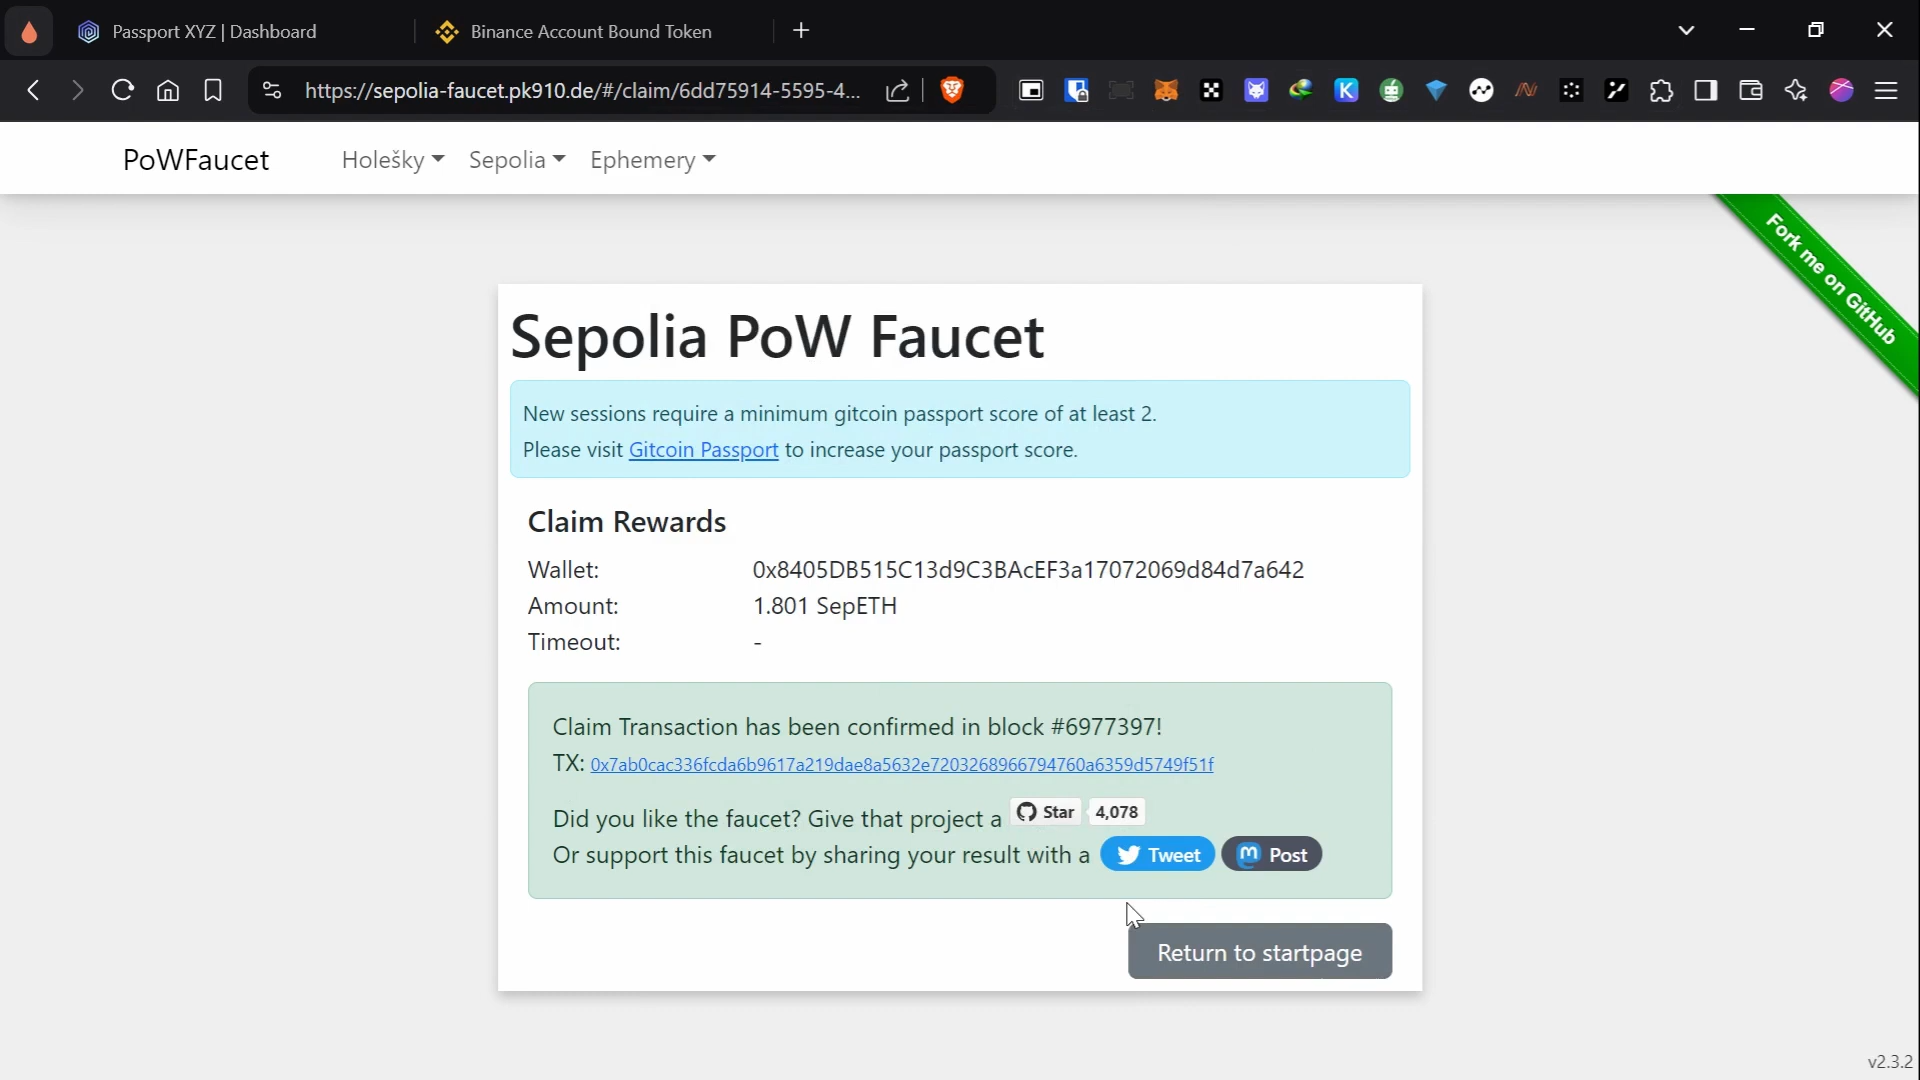 Passport XYZ | Dashboard
Binance Account Bound Token
https://sepolia-faucet.pk910.de/#/claim/6dd75914-5595-4...
PoWFaucet
Holešky
Sepolia
Ephemery
Fork me on GitHub
Sepolia PoW Faucet
New sessions require a minimum gitcoin passport score of at least 2.
Please visit Gitcoin Passport to increase your passport score.
Claim Rewards
Wallet: 0x8405DB515C13d9C3BAcEF3a17072069d84d7a642
Amount: 1.801 SepETH
Timeout: -
Claim Transaction has been confirmed in block #6977397!
TX: 0x7ab0cac336fcda6b9617a219dae8a5632e7203268966794760a6359d5749f51f
Did you like the faucet? Give that project a Star 4,078
Or support this faucet by sharing your result with a Tweet Post
Return to startpage
v2.3.2